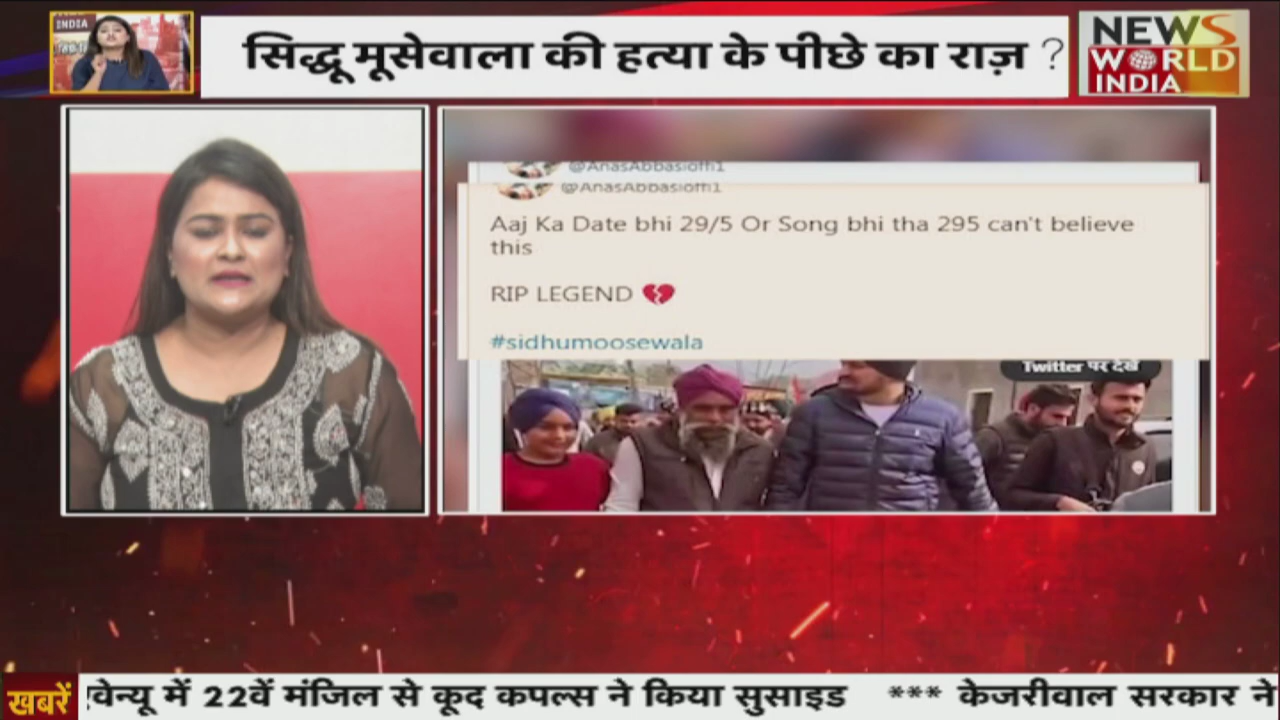 INDIA
सिद्धू मूसेवाला की हत्या के पीछे का राज़ ?
NEWS
WORLD
INDIA
@AnasAbbasioffi1
@AnasAbbasioffi1
Aaj Ka Date bhi 29/5 Or Song bhi tha 295 can't believe
this
RIP LEGEND 💔
#sidhumoosewala
Twitter पर देखें
खबरें
वेन्यू में 22वें मंजिल से कूद कपल्स ने किया सुसाइड *** केजरीवाल सरकार ने